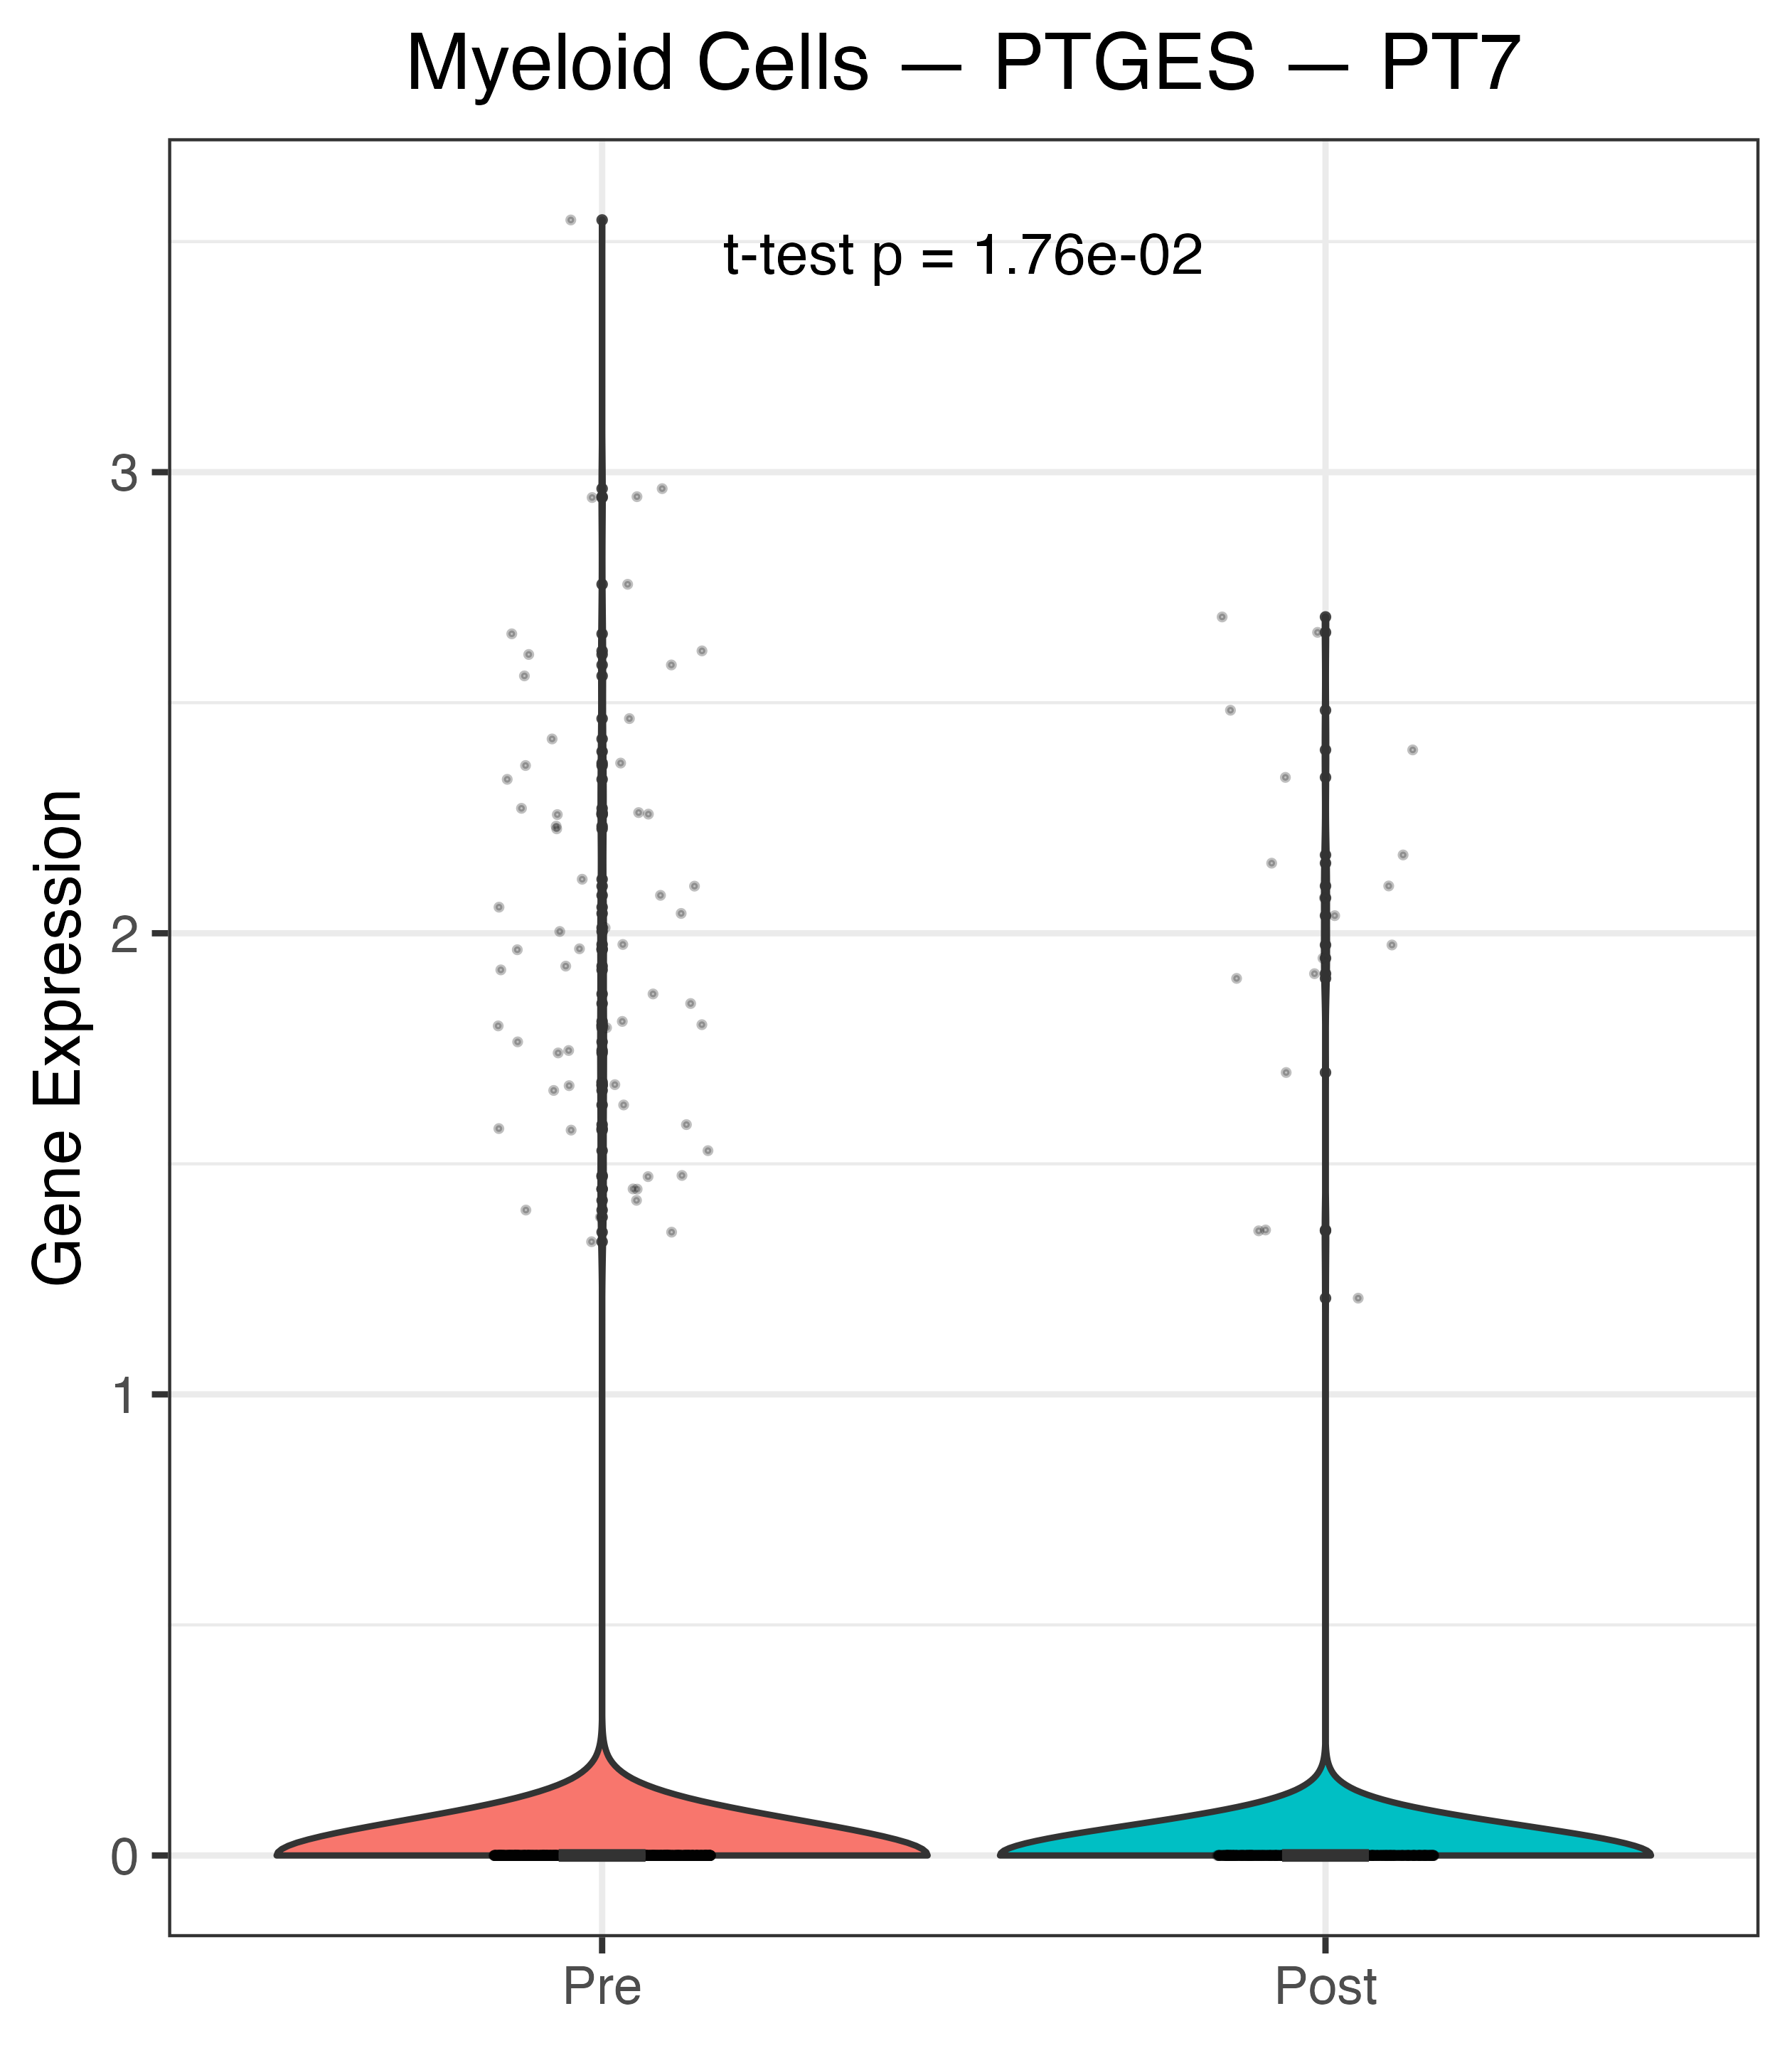 Myeloid Cells — PTGES — PT7
t-test p = 1.76e-02
Gene Expression
3
2
1
0
Pre
Post